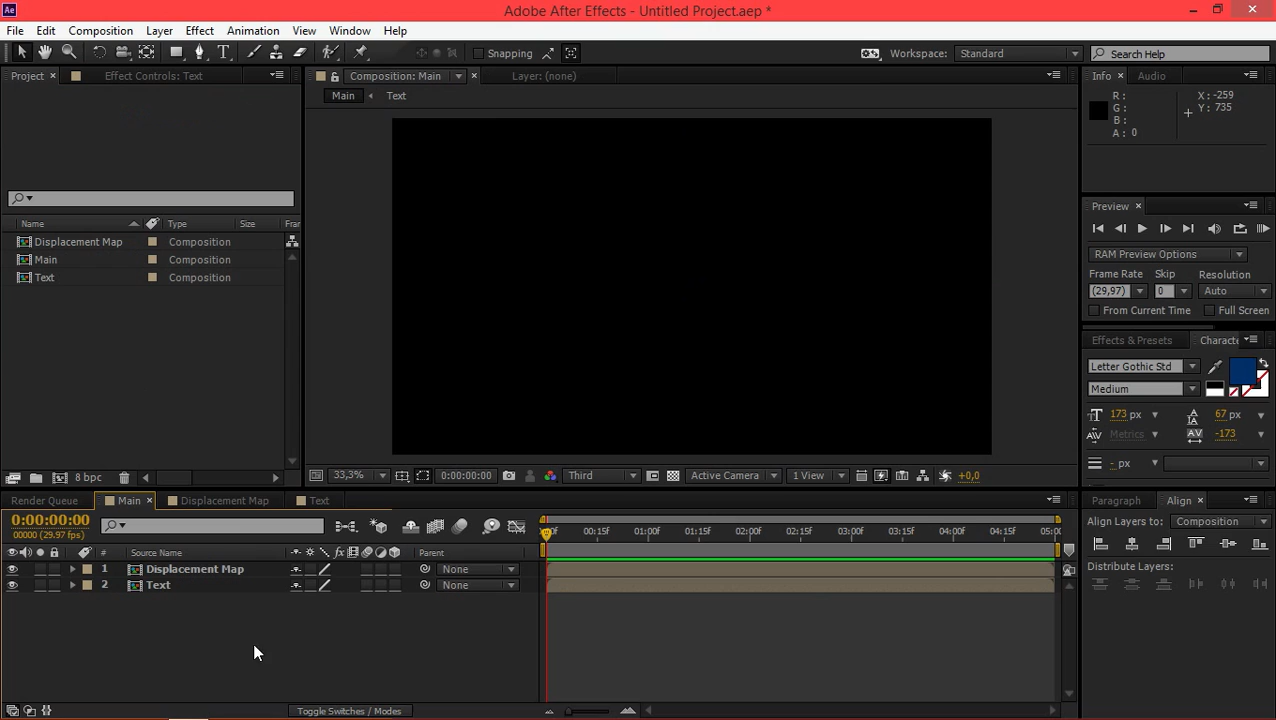 Ae Adobe After Effects - Untitled Project.aep *
File Edit Composition Layer Effect Animation View Window Help
Snapping Workspace: Standard Search Help
Project Effect Controls: Text Composition: Main Layer: (none) Info Audio
Main Text
R: X: -259
G: Y: 735
B:
A: 0
Preview
Name Type Size Frar
Displacement Map Composition
Main Composition
Text Composition
RAM Preview Options
Frame Rate Skip Resolution
(29,97) 0 Auto
From Current Time Full Screen
Effects & Presets Characte
Letter Gothic Std
Medium
173 px 67 px
Metrics -173
- px
8 bpc 33,3% 0:00:00:00 Third Active Camera 1 View +0,0
Render Queue Main Displacement Map Text Paragraph Align
0:00:00:00
00000 (29.97 fps)
Align Layers to: Composition
00f 00:15f 01:00f 01:15f 02:00f 02:15f 03:00f 03:15f 04:00f 04:15f 05:00
# Source Name fx Parent
1 Displacement Map None
2 Text None
Distribute Layers:
Toggle Switches / Modes